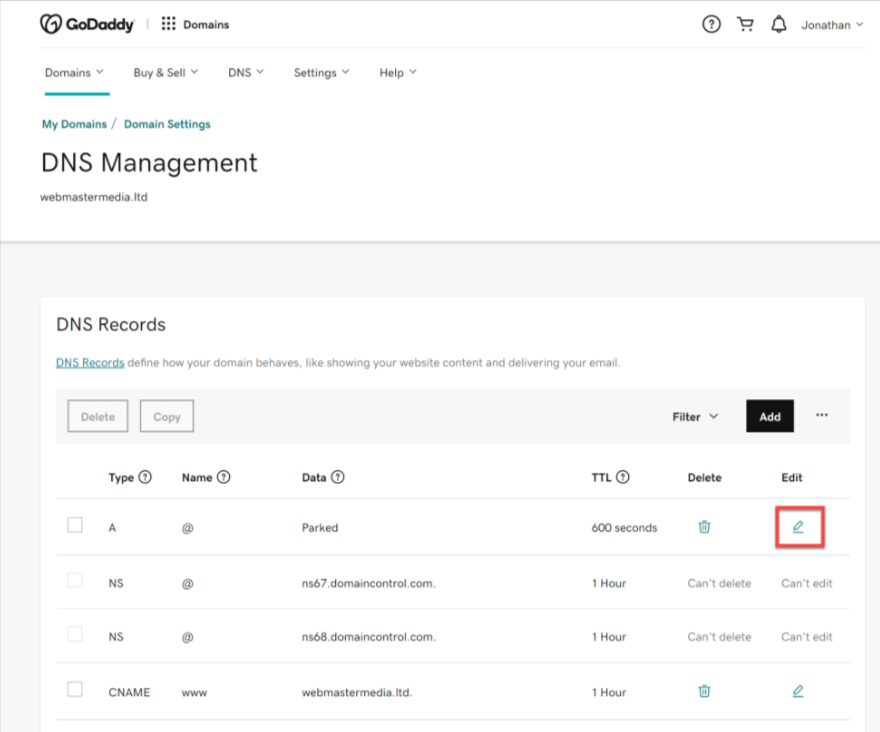 GoDaddy Domains Jonathan
Domains Buy & Sell DNS Settings Help
My Domains / Domain Settings
DNS Management
webmastermedia.ltd
DNS Records
DNS Records define how your domain behaves, like showing your website content and delivering your email.
Delete Copy Filter Add ...
Type ? Name ? Data ? TTL ? Delete Edit
A @ Parked 600 seconds
NS @ ns67.domaincontrol.com. 1 Hour Can't delete Can't edit
NS @ ns68.domaincontrol.com. 1 Hour Can't delete Can't edit
CNAME www webmastermedia.ltd. 1 Hour